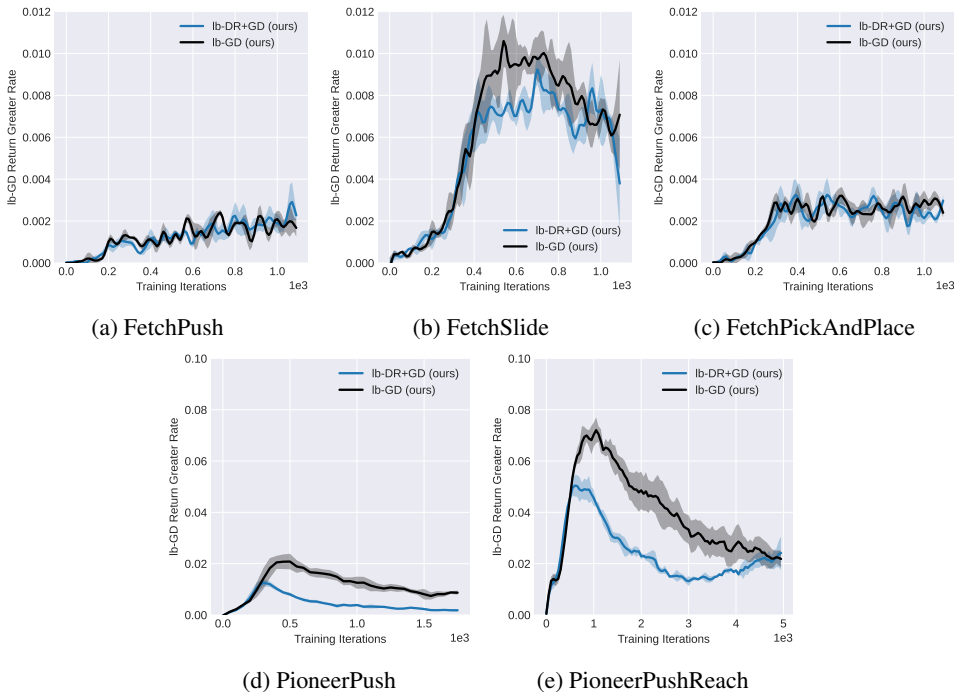 0.012
0.010
0.008
0.006
0.004
0.002
0.000
lb-GD Return Greater Rate
lb-DR+GD (ours)
lb-GD (ours)
0.0 0.2 0.4 0.6 0.8 1.0
Training Iterations
1e3
(a) FetchPush
0.012
0.010
0.008
0.006
0.004
0.002
0.000
lb-GD Return Greater Rate
lb-DR+GD (ours)
lb-GD (ours)
0.0 0.2 0.4 0.6 0.8 1.0
Training Iterations
1e3
(b) FetchSlide
0.012
0.010
0.008
0.006
0.004
0.002
0.000
lb-GD Return Greater Rate
lb-DR+GD (ours)
lb-GD (ours)
0.0 0.2 0.4 0.6 0.8 1.0
Training Iterations
1e3
(c) FetchPickAndPlace
0.10
0.08
0.06
0.04
0.02
0.00
lb-GD Return Greater Rate
lb-DR+GD (ours)
lb-GD (ours)
0.0 0.5 1.0 1.5
Training Iterations
1e3
(d) PioneerPush
0.10
0.08
0.06
0.04
0.02
0.00
lb-GD Return Greater Rate
lb-DR+GD (ours)
lb-GD (ours)
0 1 2 3 4 5
Training Iterations
1e3
(e) PioneerPushReach